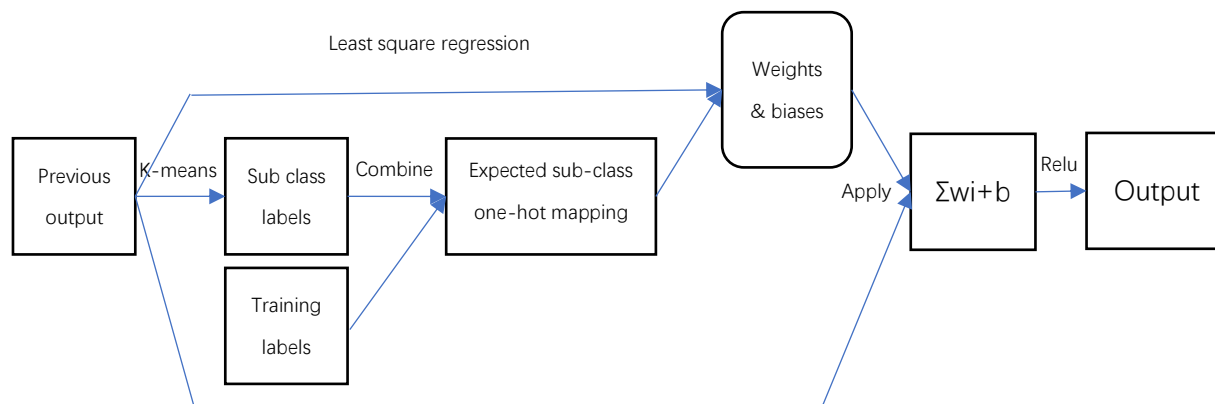 Least square regression
Weights
& biases
Previous
output
K-means
Sub class
labels
Combine
Expected sub-class
one-hot mapping
Apply
Σwi+b
Relu
Output
Training
labels